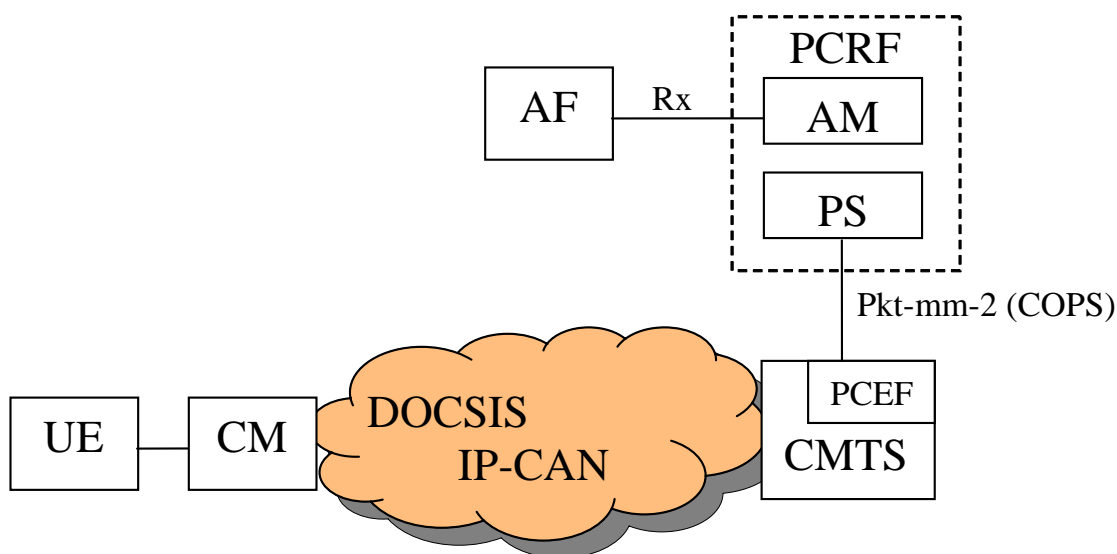 PCRF
AF
Rx
AM
PS
Pkt-mm-2 (COPS)
PCEF
DOCSIS
UE
CM
IP-CAN
CMTS